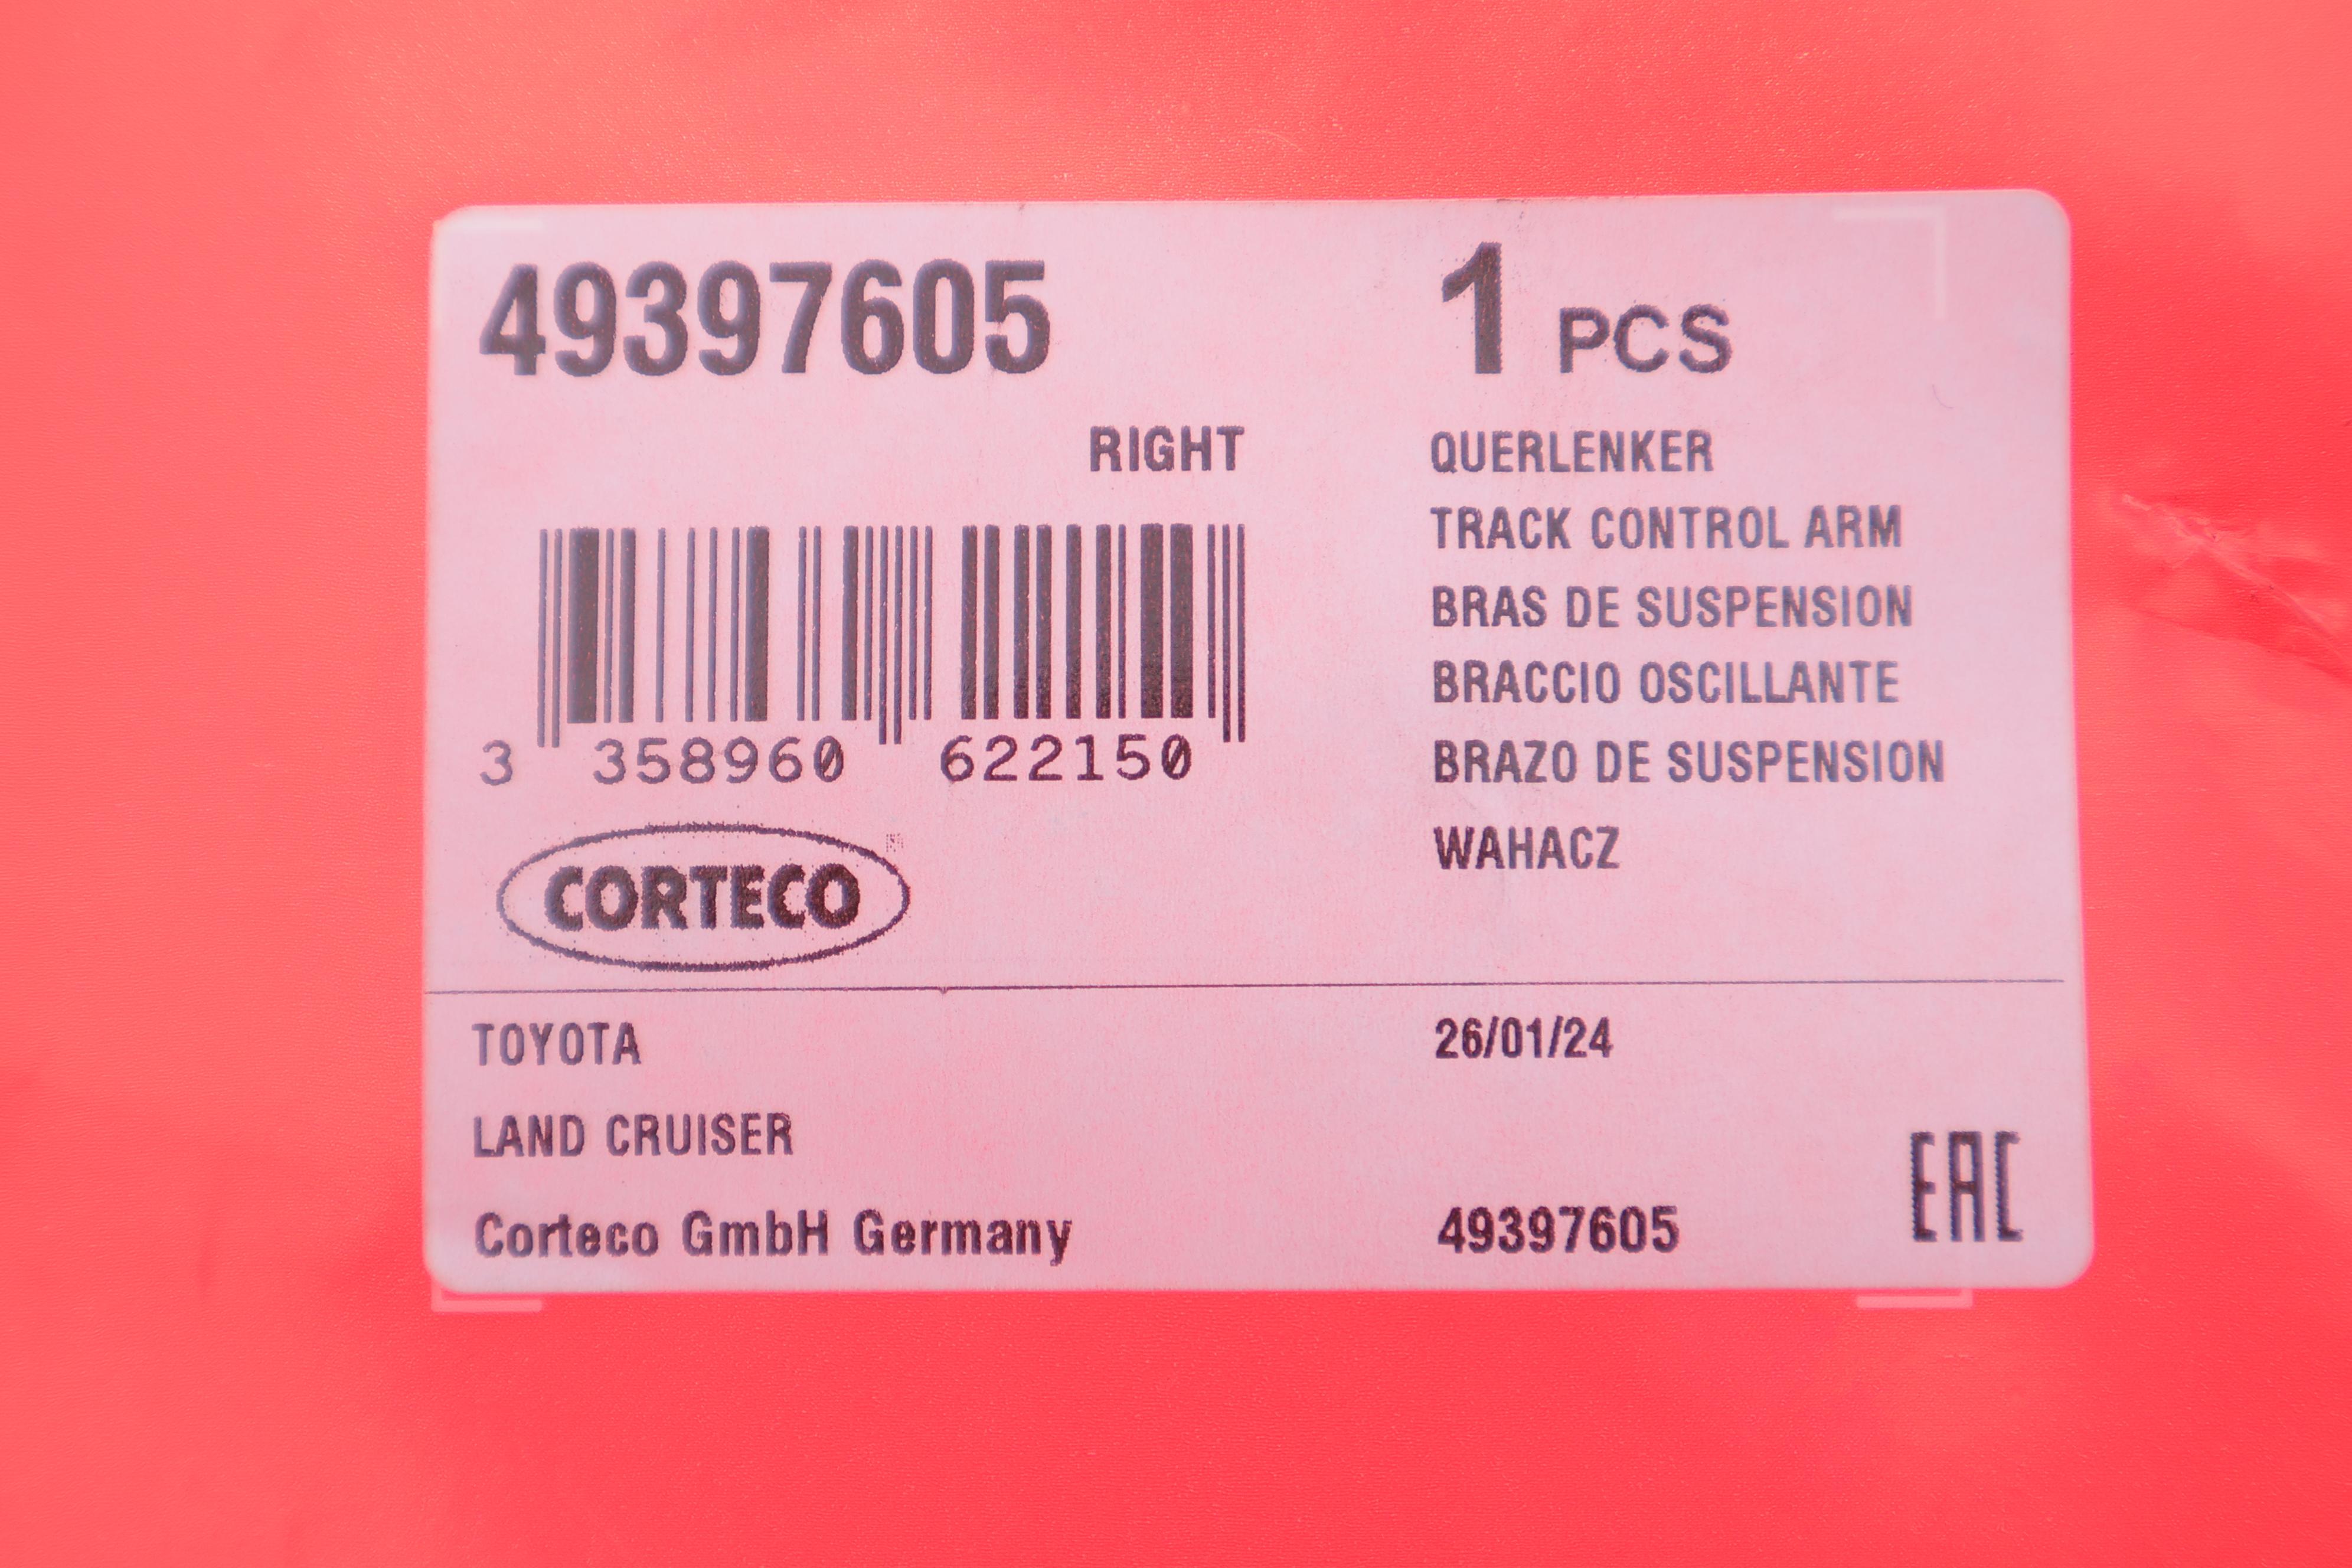 49397605
1 PCS
RIGHT
QUERLENKER
TRACK CONTROL ARM
BRAS DE SUSPENSION
BRACCIO OSCILLANTE
BRAZO DE SUSPENSION
WAHACZ
3 358960 622150
CORTECO
TOYOTA
26/01/24
LAND CRUISER
Corteco GmbH Germany
49397605
EAC